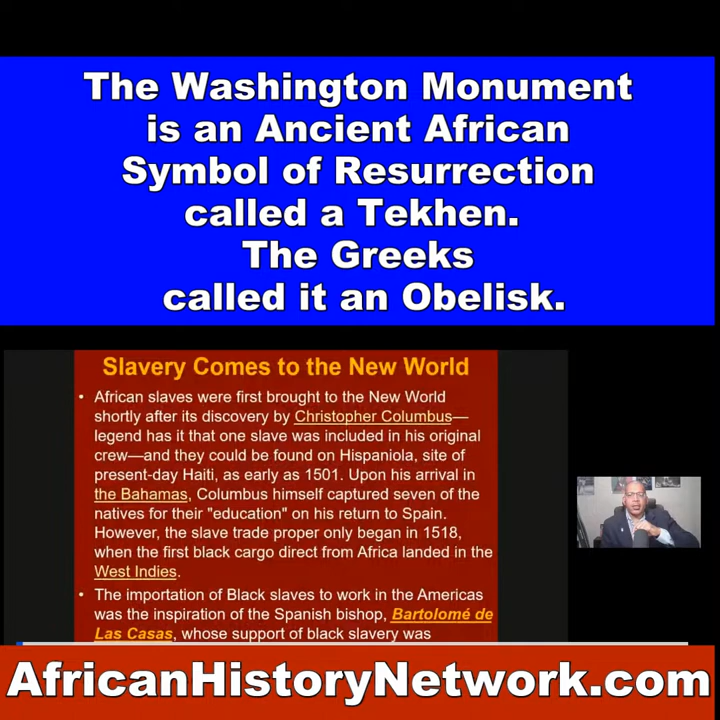 The Washington Monument
is an Ancient African
Symbol of Resurrection
called a Tekhen.
The Greeks
called it an Obelisk.
Slavery Comes to the New World
• African slaves were first brought to the New World
shortly after its discovery by Christopher Columbus—
legend has it that one slave was included in his original
crew—and they could be found on Hispaniola, site of
present-day Haiti, as early as 1501. Upon his arrival in
the Bahamas, Columbus himself captured seven of the
natives for their "education" on his return to Spain.
However, the slave trade proper only began in 1518,
when the first black cargo direct from Africa landed in the
West Indies.
• The importation of Black slaves to work in the Americas
was the inspiration of the Spanish bishop, Bartolomé de
Las Casas, whose support of black slavery was
AfricanHistoryNetwork.com